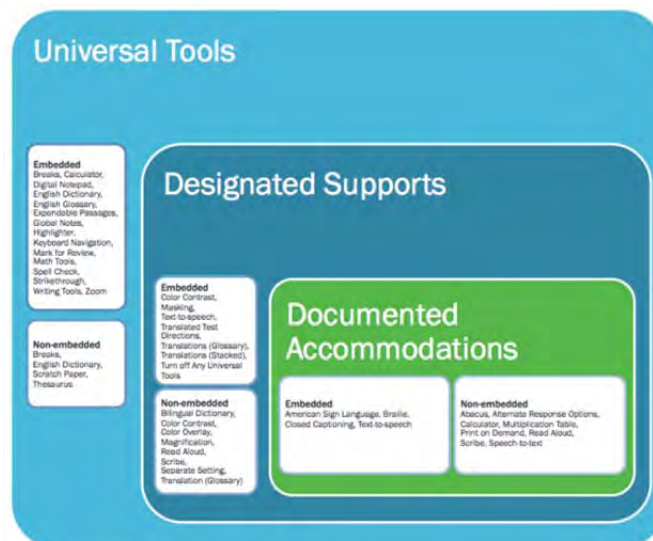 Universal Tools
Embedded
Breaks, Calculator,
Digital Notepad,
English Dictionary,
English Glossary,
Expandable Passages,
Global Notes,
Highlighter,
Keyboard Navigation,
Mark for Review,
Math Tools,
Spell Check,
Strikethrough,
Writing Tools, Zoom
Non-embedded
Breaks,
English Dictionary,
Scratch Paper,
Thesaurus
Designated Supports
Embedded
Color Contrast,
Masking,
Text-to-speech,
Translated Test
Directions,
Translations (Glossary),
Translations (Stacked),
Turn off Any Universal
Tools
Non-embedded
Bilingual Dictionary,
Color Contrast,
Color Overlay,
Magnification,
Read Aloud,
Scribe,
Separate Setting,
Translation (Glossary)
Documented
Accommodations
Embedded
American Sign Language, Braille,
Closed Captioning, Text-to-speech
Non-embedded
Abacus, Alternate Response Options,
Calculator, Multiplication Table,
Print on Demand, Read Aloud,
Scribe, Speech-to-text